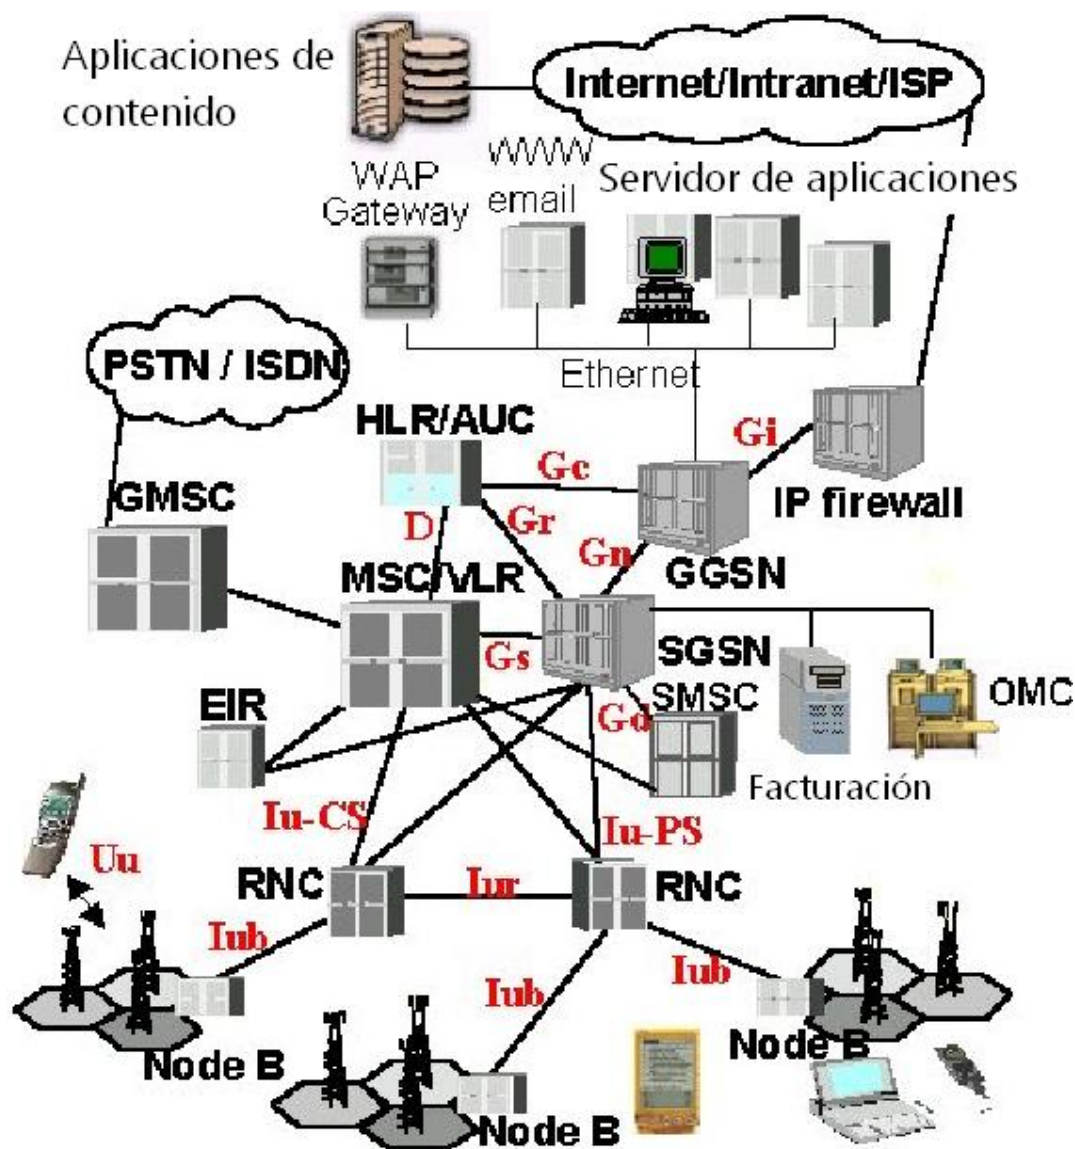 Aplicaciones de
contenido
Internet/Intranet/ISP
WWW
WAP
Gateway
email
Servidor de aplicaciones
PSTN / ISDN
Ethernet
HLR/AUC
Gc
Gi
GMSC
D
Gr
IP firewall
Gn
MSC/VLR
GGSN
Gs
SGSN
EIR
Gd
SMSC
OMC
Facturación
Iu-CS
Iu-PS
Uu
RNC
Iur
RNC
Iub
Iub
Iub
Node B
Node B
Node B